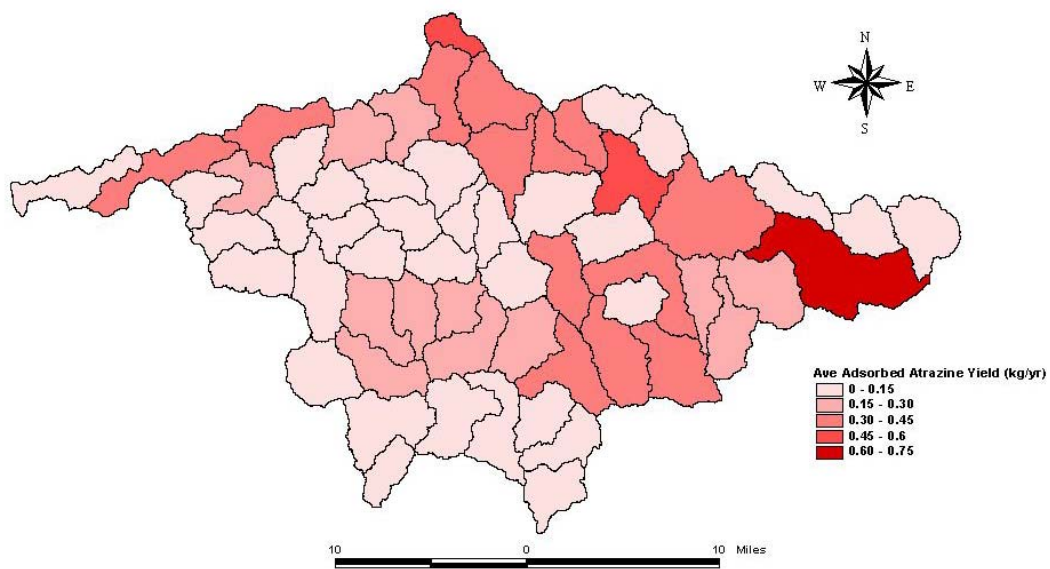 N
W E
S
Ave Adsorbed Atrazine Yield (kg/yr)
0 - 0.15
0.15 - 0.30
0.30 - 0.45
0.45 - 0.6
0.60 - 0.75
10 0 10 Miles